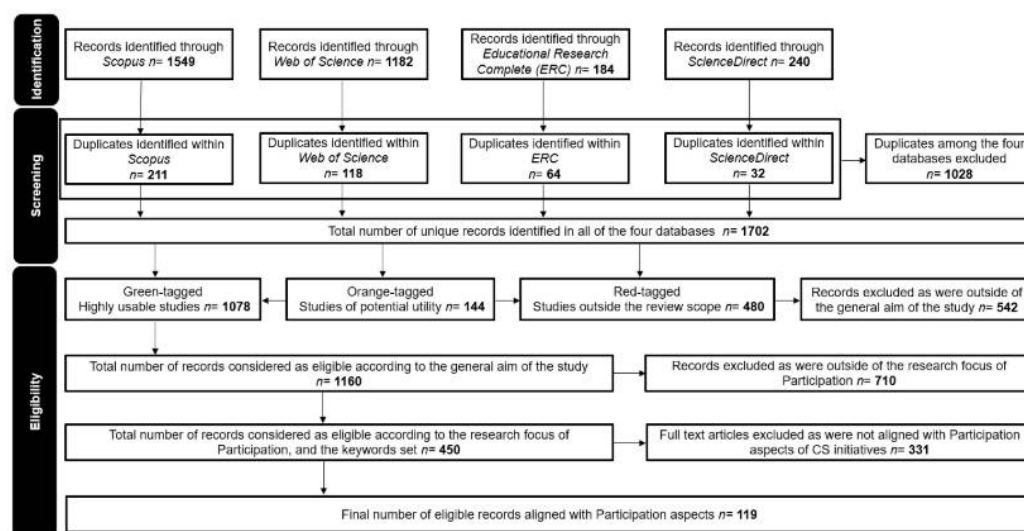 Identification
Records identified through
Scopus n= 1549
Records identified through
Web of Science n= 1182
Records identified through
Educational Research
Complete (ERC) n= 184
Records identified through
ScienceDirect n= 240
Screening
Duplicates identified within
Scopus
n= 211
Duplicates identified within
Web of Science
n= 118
Duplicates identified within
ERC
n= 64
Duplicates identified within
ScienceDirect
n= 32
Duplicates among the four
databases excluded
n= 1028
Total number of unique records identified in all of the four databases n= 1702
Eligibility
Green-tagged
Highly usable studies n= 1078
Orange-tagged
Studies of potential utility n= 144
Red-tagged
Studies outside the review scope n= 480
Records excluded as were outside of
the general aim of the study n= 542
Total number of records considered as eligible according to the general aim of the study
n= 1160
Records excluded as were outside of the research focus of
Participation n= 710
Total number of records considered as eligible according to the research focus of
Participation, and the keywords set n= 450
Full text articles excluded as were not aligned with Participation
aspects of CS initiatives n= 331
Final number of eligible records aligned with Participation aspects n= 119